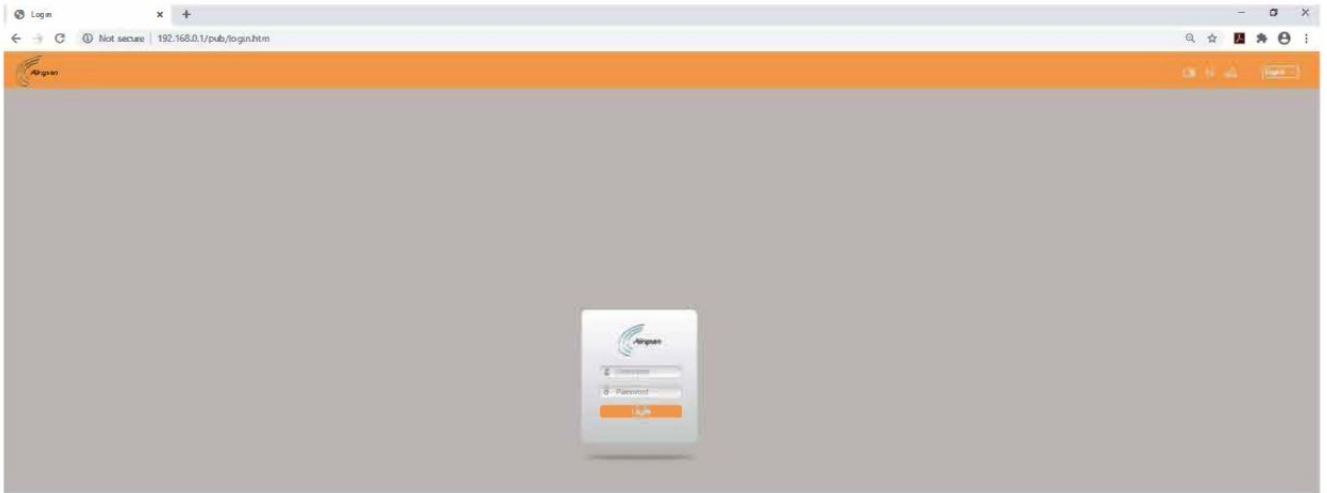 Login
Not secure | 192.168.0.1/pub/login.htm
Airspan
Airspan
Username
Password
Login